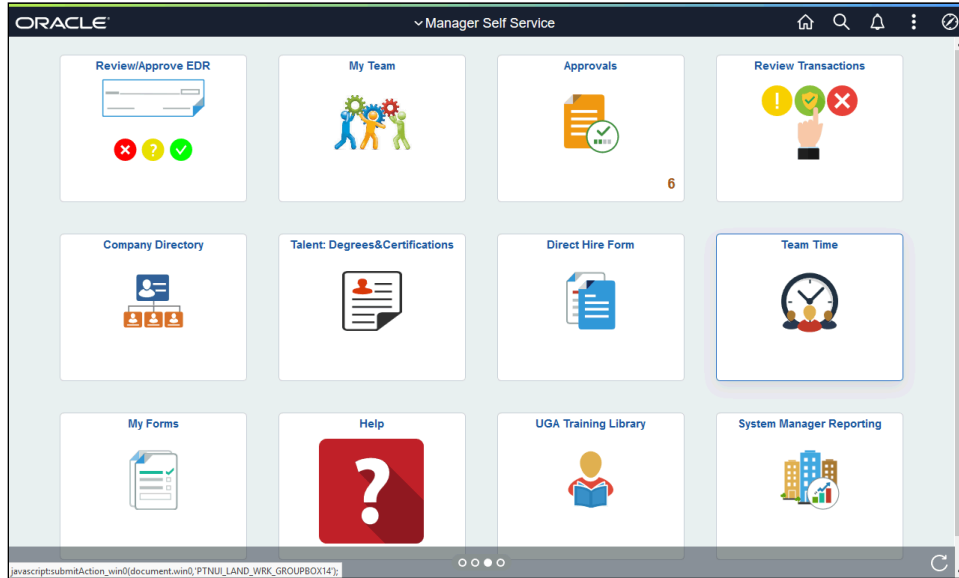 ORACLE
Manager Self Service
Review/Approve EDR
My Team
Approvals
Review Transactions
6
Company Directory
Talent: Degrees&Certifications
Direct Hire Form
Team Time
My Forms
Help
UGA Training Library
System Manager Reporting
javascript:submitAction_win0(document.win0,'PTNUI_LAND_WRK_GROUPBOX14');